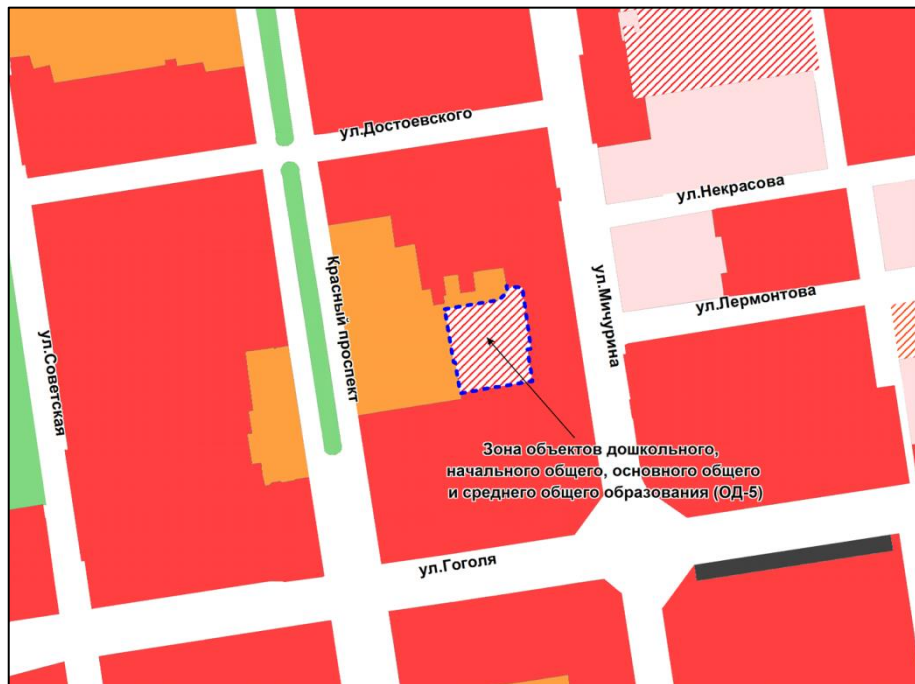 ул.Достоевского
ул.Некрасова
Красный проспект
ул.Мичурина
ул.Лермонтова
ул.Советская
Зона объектов дошкольного,
начального общего, основного общего
и среднего общего образования (ОД-5)
ул.Гоголя